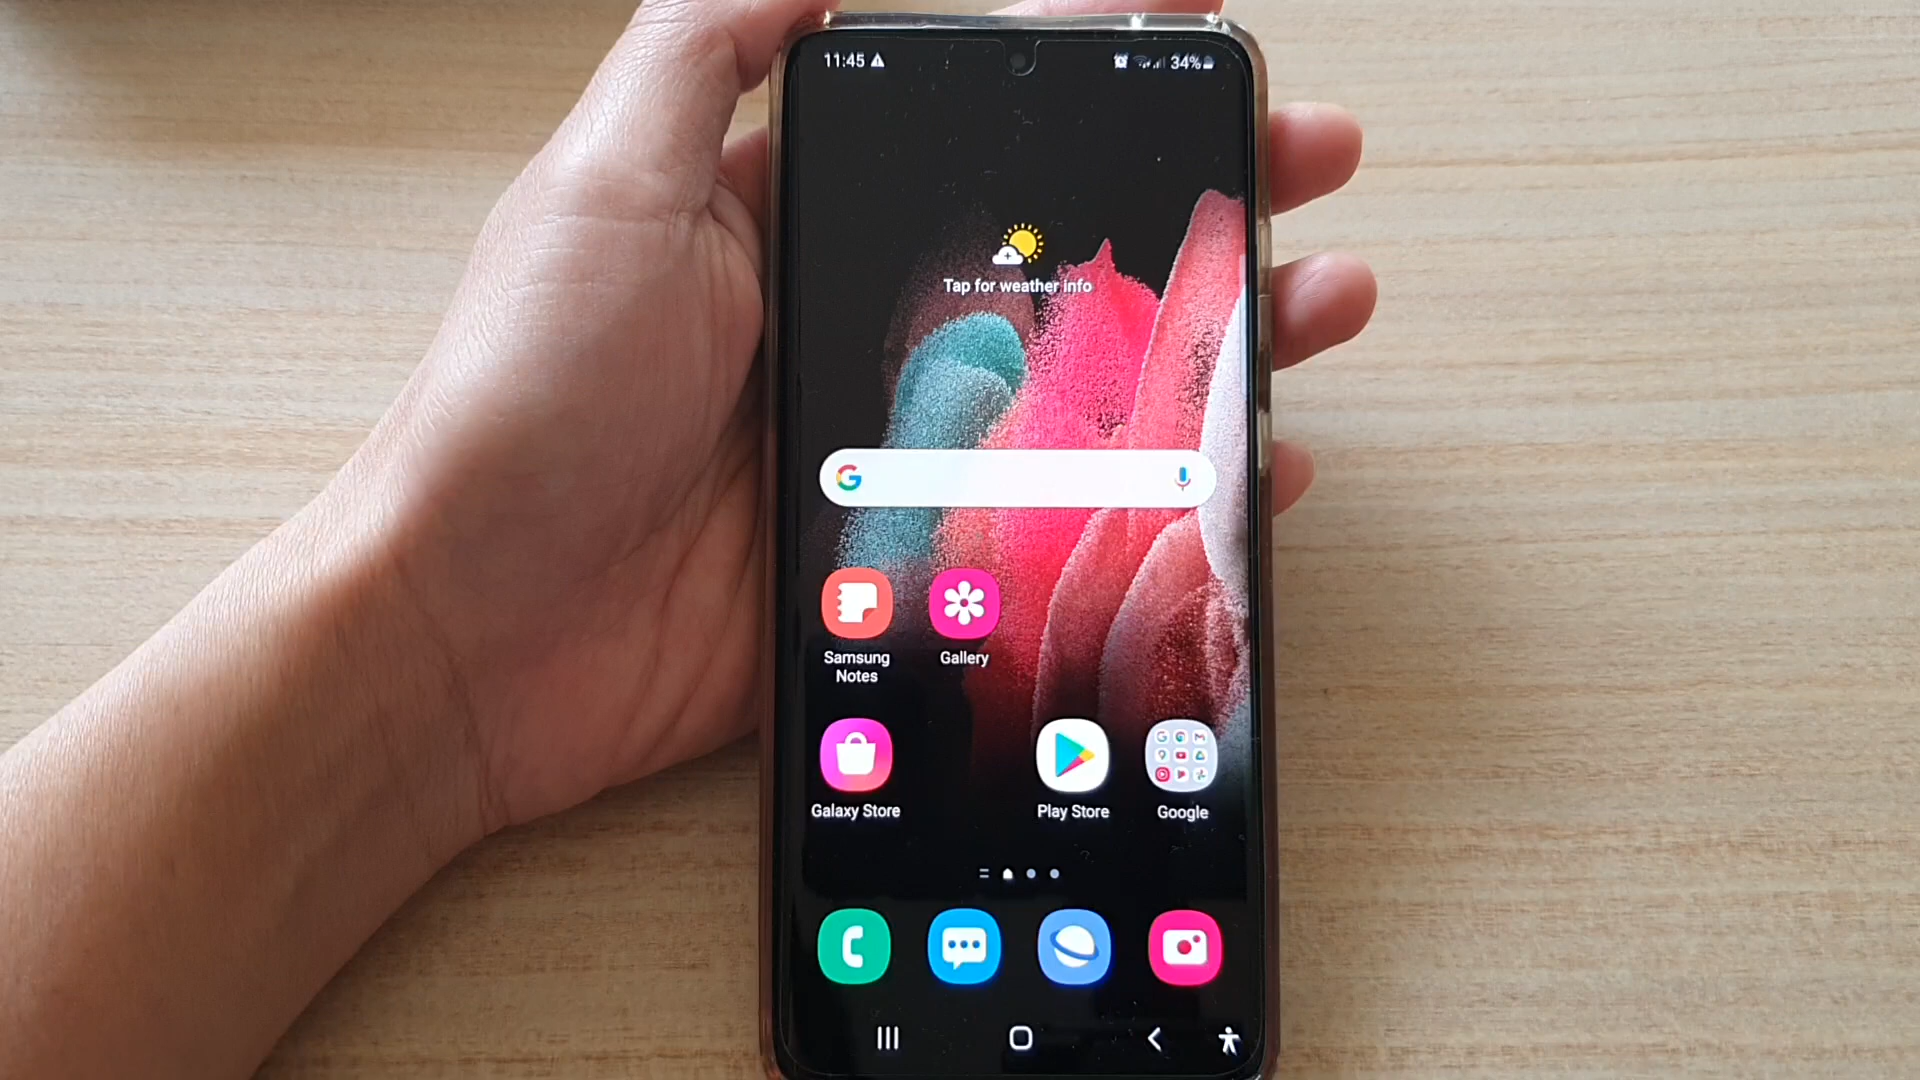 11:45
34%
Tap for weather info
G
Samsung
Notes
Gallery
Galaxy Store
Play Store
Google